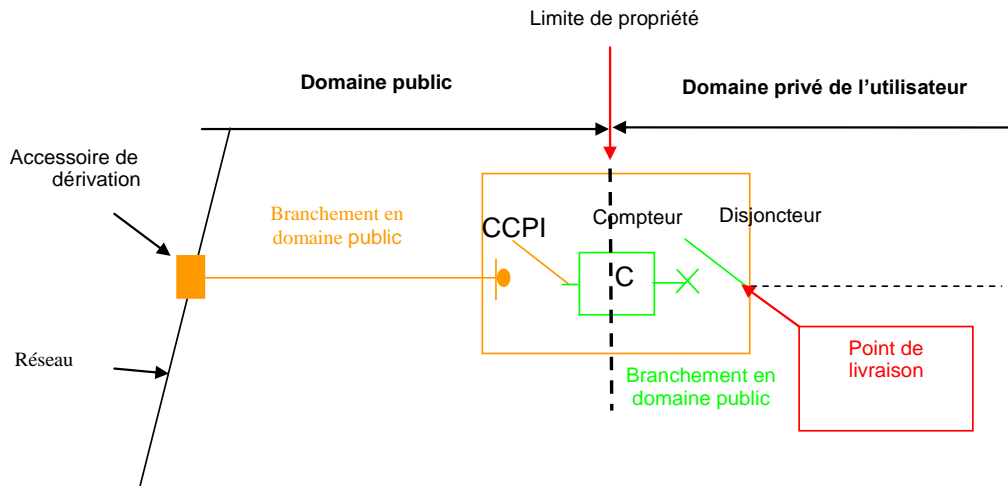 Limite de propriété
Domaine public
Domaine privé de l’utilisateur
Accessoire de
dérivation
Branchement en
domaine public
CCPI
Compteur
Disjoncteur
C
Réseau
Point de
livraison
Branchement en
domaine public